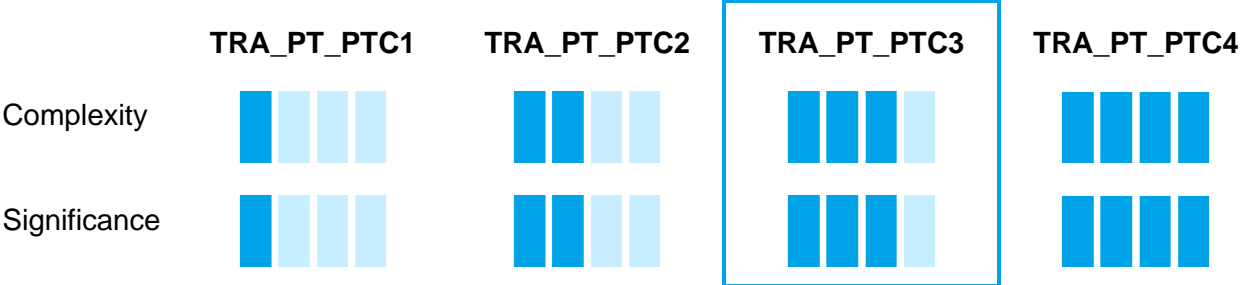 TRA_PT_PTC1 TRA_PT_PTC2 TRA_PT_PTC3 TRA_PT_PTC4
Complexity
Significance